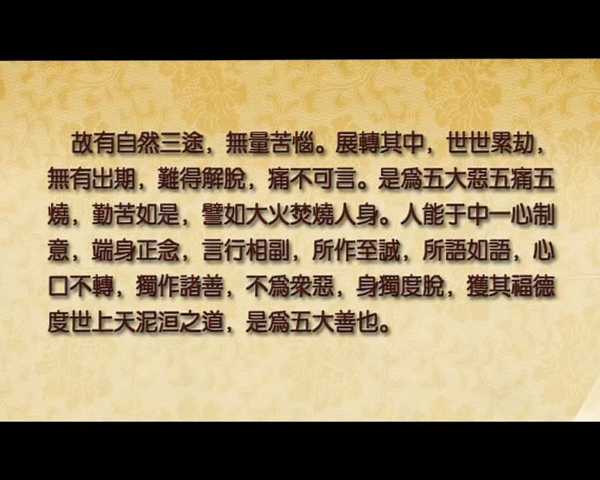 故有自然三途，無量苦惱。展轉其中，世世累劫，
無有出期，難得解脫，痛不可言。是爲五大惡五痛五
燒，勤苦如是，譬如大火焚燒人身。人能于中一心制
意，端身正念，言行相副，所作至誠，所語如語，心
口不轉，獨作諸善，不爲衆惡，身獨度脫，獲其福德
度世上天泥洹之道，是爲五大善也。